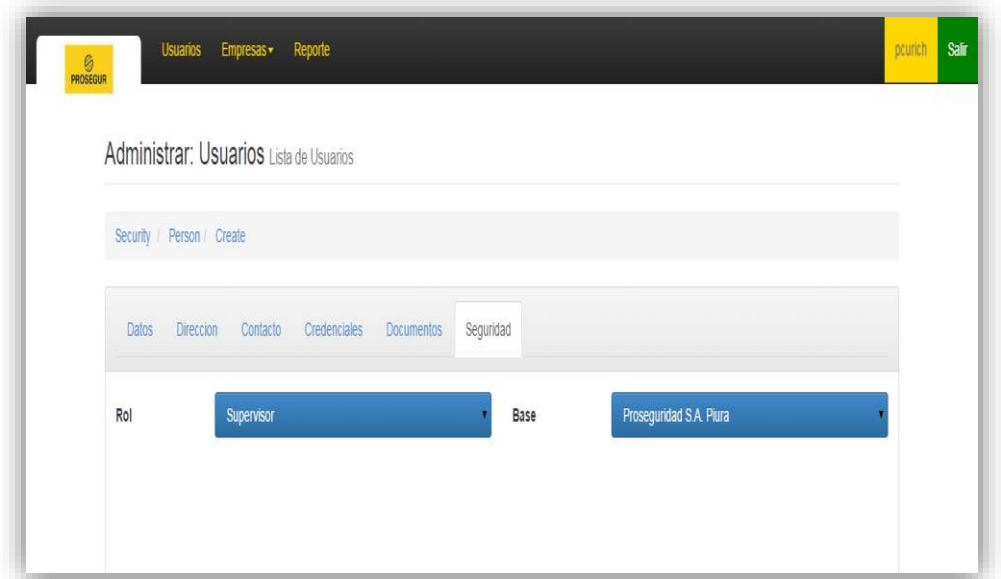 PROSEGUR
Usuarios Empresas Reporte pcurich Salir
Administrar: Usuarios Lista de Usuarios
Security / Person / Create
Datos Direccion Contacto Credenciales Documentos Seguridad
Rol Supervisor Base Proseguridad S.A. Piura